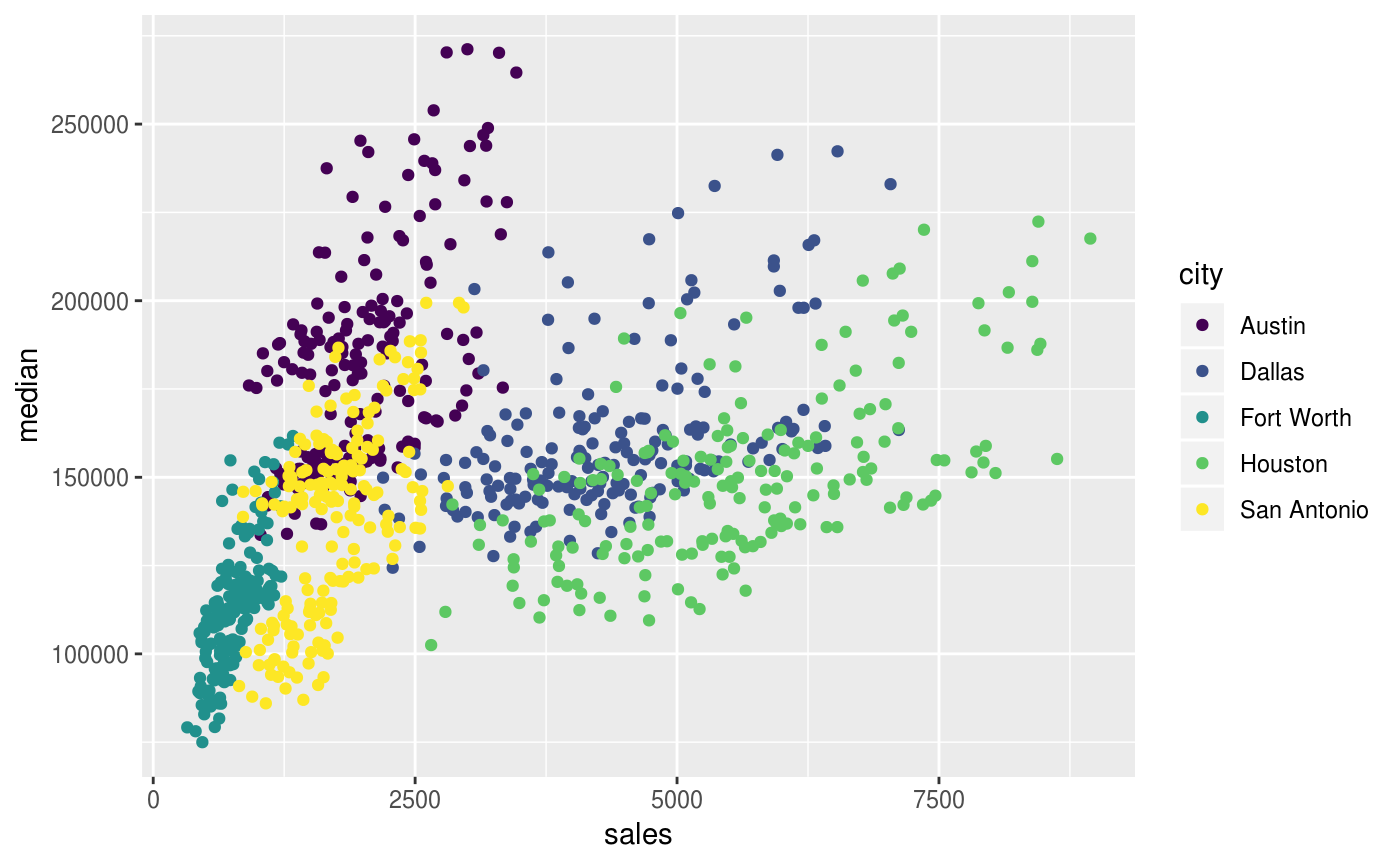 median
250000
200000
150000
100000
0
2500
5000
7500
sales
city
Austin
Dallas
Fort Worth
Houston
San Antonio